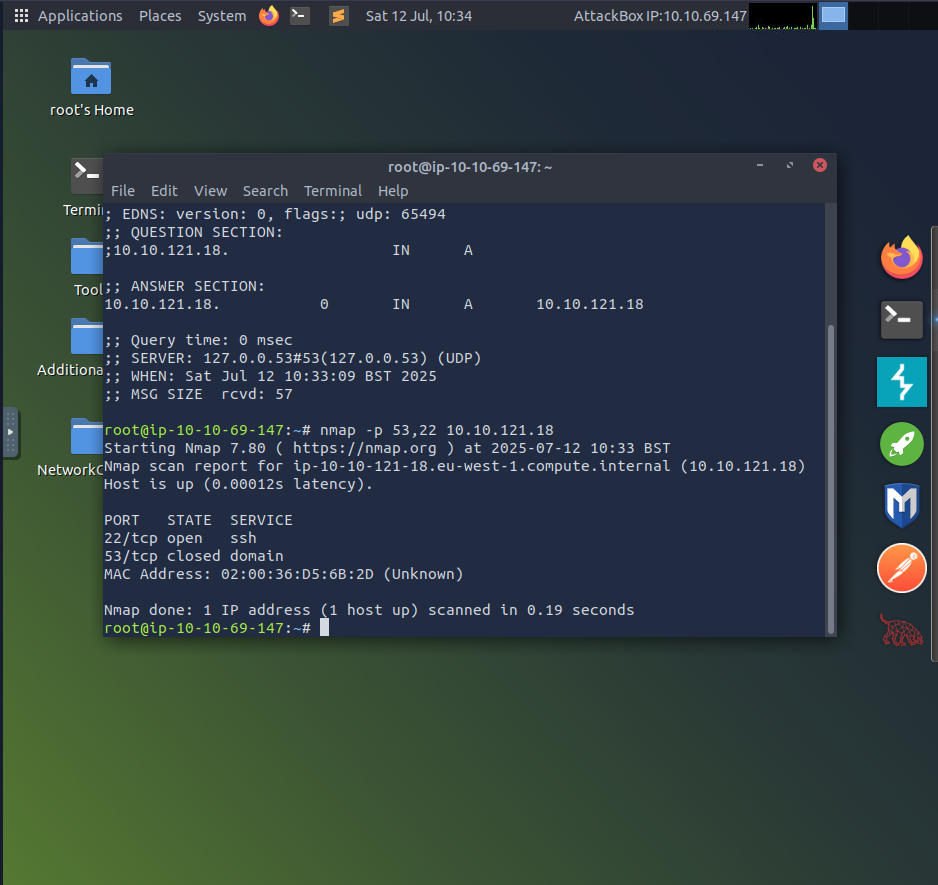 Applications Places System Sat 12 Jul, 10:34 AttackBox IP:10.10.69.147
root's Home
Termin
Tool
Additiona
NetworkC
root@ip-10-10-69-147: ~
File Edit View Search Terminal Help
; EDNS: version: 0, flags:; udp: 65494
;; QUESTION SECTION:
;10.10.121.18. IN A
;; ANSWER SECTION:
10.10.121.18. 0 IN A 10.10.121.18
;; Query time: 0 msec
;; SERVER: 127.0.0.53#53(127.0.0.53) (UDP)
;; WHEN: Sat Jul 12 10:33:09 BST 2025
;; MSG SIZE rcvd: 57
root@ip-10-10-69-147:~# nmap -p 53,22 10.10.121.18
Starting Nmap 7.80 ( https://nmap.org ) at 2025-07-12 10:33 BST
Nmap scan report for ip-10-10-121-18.eu-west-1.compute.internal (10.10.121.18)
Host is up (0.00012s latency).
PORT STATE SERVICE
22/tcp open ssh
53/tcp closed domain
MAC Address: 02:00:36:D5:6B:2D (Unknown)
Nmap done: 1 IP address (1 host up) scanned in 0.19 seconds
root@ip-10-10-69-147:~#